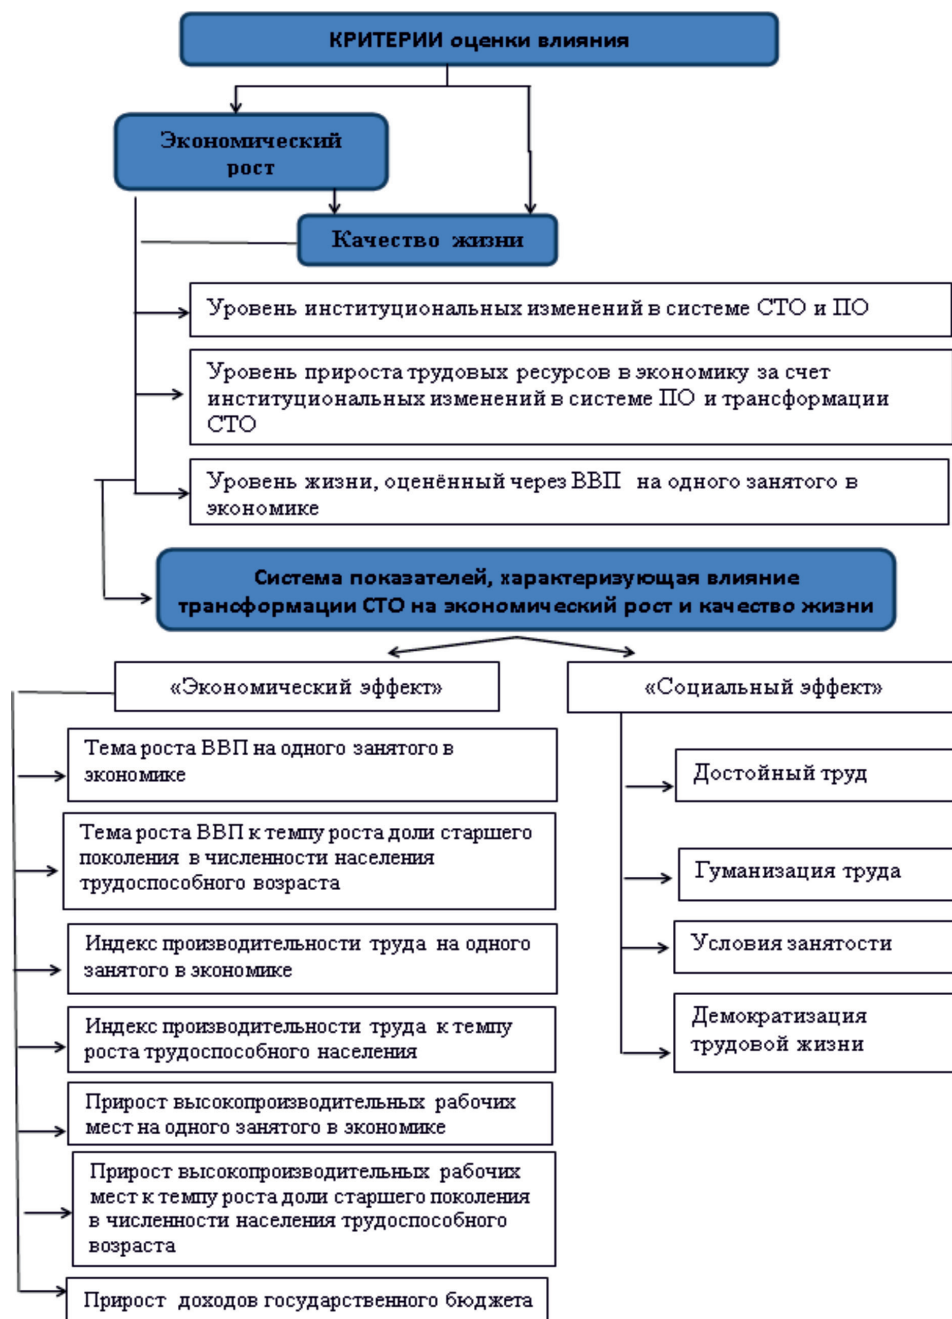 КРИТЕРИИ оценки влияния
Экономический
рост
Качество жизни
Уровень институциональных изменений в системе СТО и ПО
Уровень прироста трудовых ресурсов в экономику за счет
институциональных изменений в системе ПО и трансформации
СТО
Уровень жизни, оценённый через ВВП на одного занятого в
экономике
Система показателей, характеризующая влияние
трансформации СТО на экономический рост и качество жизни
«Экономический эффект»
Тема роста ВВП на одного занятого в
экономике
Тема роста ВВП к темпу роста доли старшего
поколения в численности населения
трудоспособного возраста
Индекс производительности труда на одного
занятого в экономике
Индекс производительности труда к темпу
роста трудоспособного населения
Прирост высокопроизводительных рабочих
мест на одного занятого в экономике
Прирост высокопроизводительных рабочих
мест к темпу роста доли старшего поколения
в численности населения трудоспособного
возраста
Прирост доходов государственного бюджета
«Социальный эффект»
Достойный труд
Гуманизация труда
Условия занятости
Демократизация
трудовой жизни